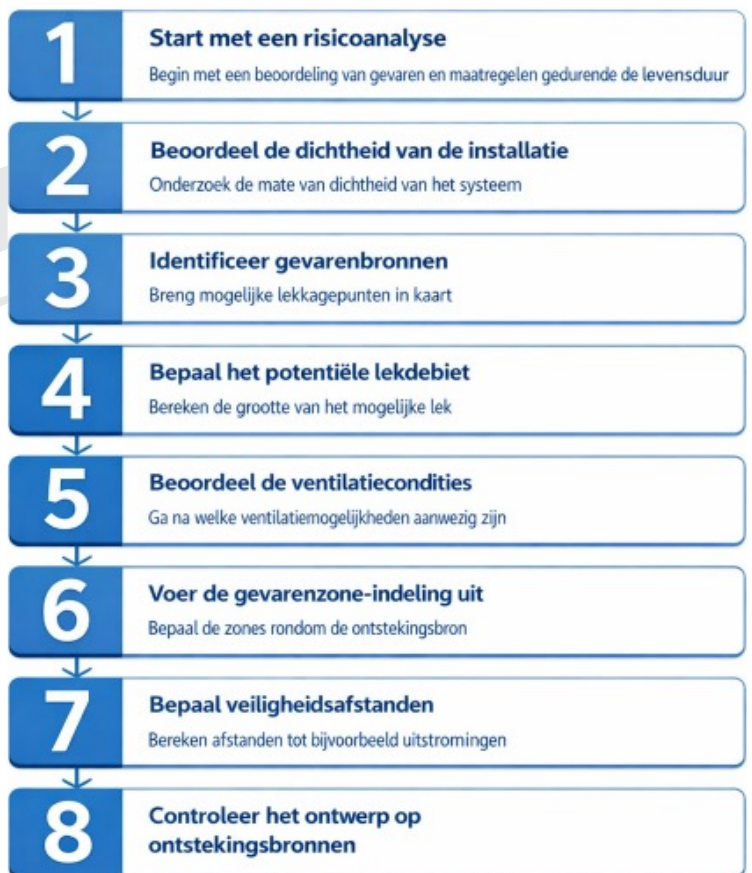 1
Start met een risicoanalyse
Begin met een beoordeling van gevaren en maatregelen gedurende de levensduur
2
Beoordeel de dichtheid van de installatie
Onderzoek de mate van dichtheid van het systeem
3
Identificeer gevarenbronnen
Breng mogelijke lekkagepunten in kaart
4
Bepaal het potentiële lekdebiet
Bereken de grootte van het mogelijke lek
5
Beoordeel de ventilatiecondities
Ga na welke ventilatiemogelijkheden aanwezig zijn
6
Voer de gevarenzone-indeling uit
Bepaal de zones rondom de ontstekingsbron
7
Bepaal veiligheidsafstanden
Bereken afstanden tot bijvoorbeeld uitstromingen
8
Controleer het ontwerp op
ontstekingsbronnen